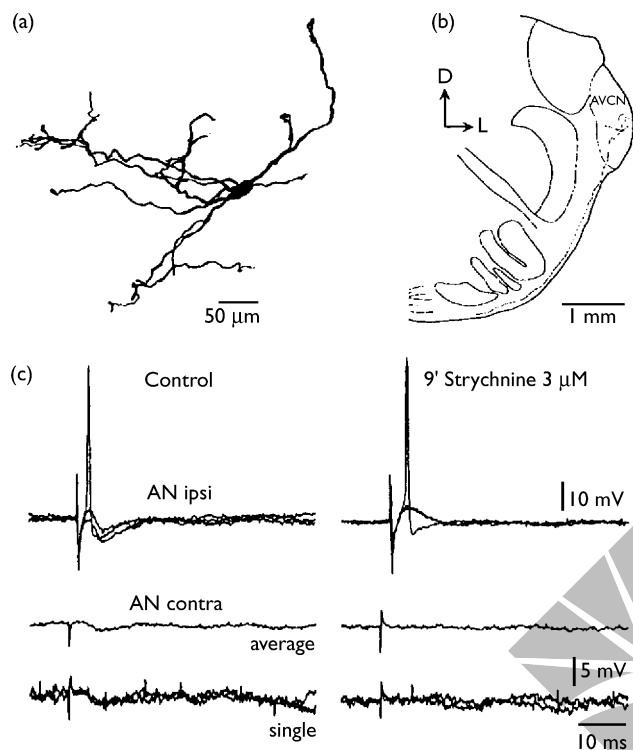 (a)
(b)
D
L
AVCN
50 μm
1 mm
(c)
Control
9' Strychnine 3 μM
AN ipsi
10 mV
AN contra
average
5 mV
single
10 ms